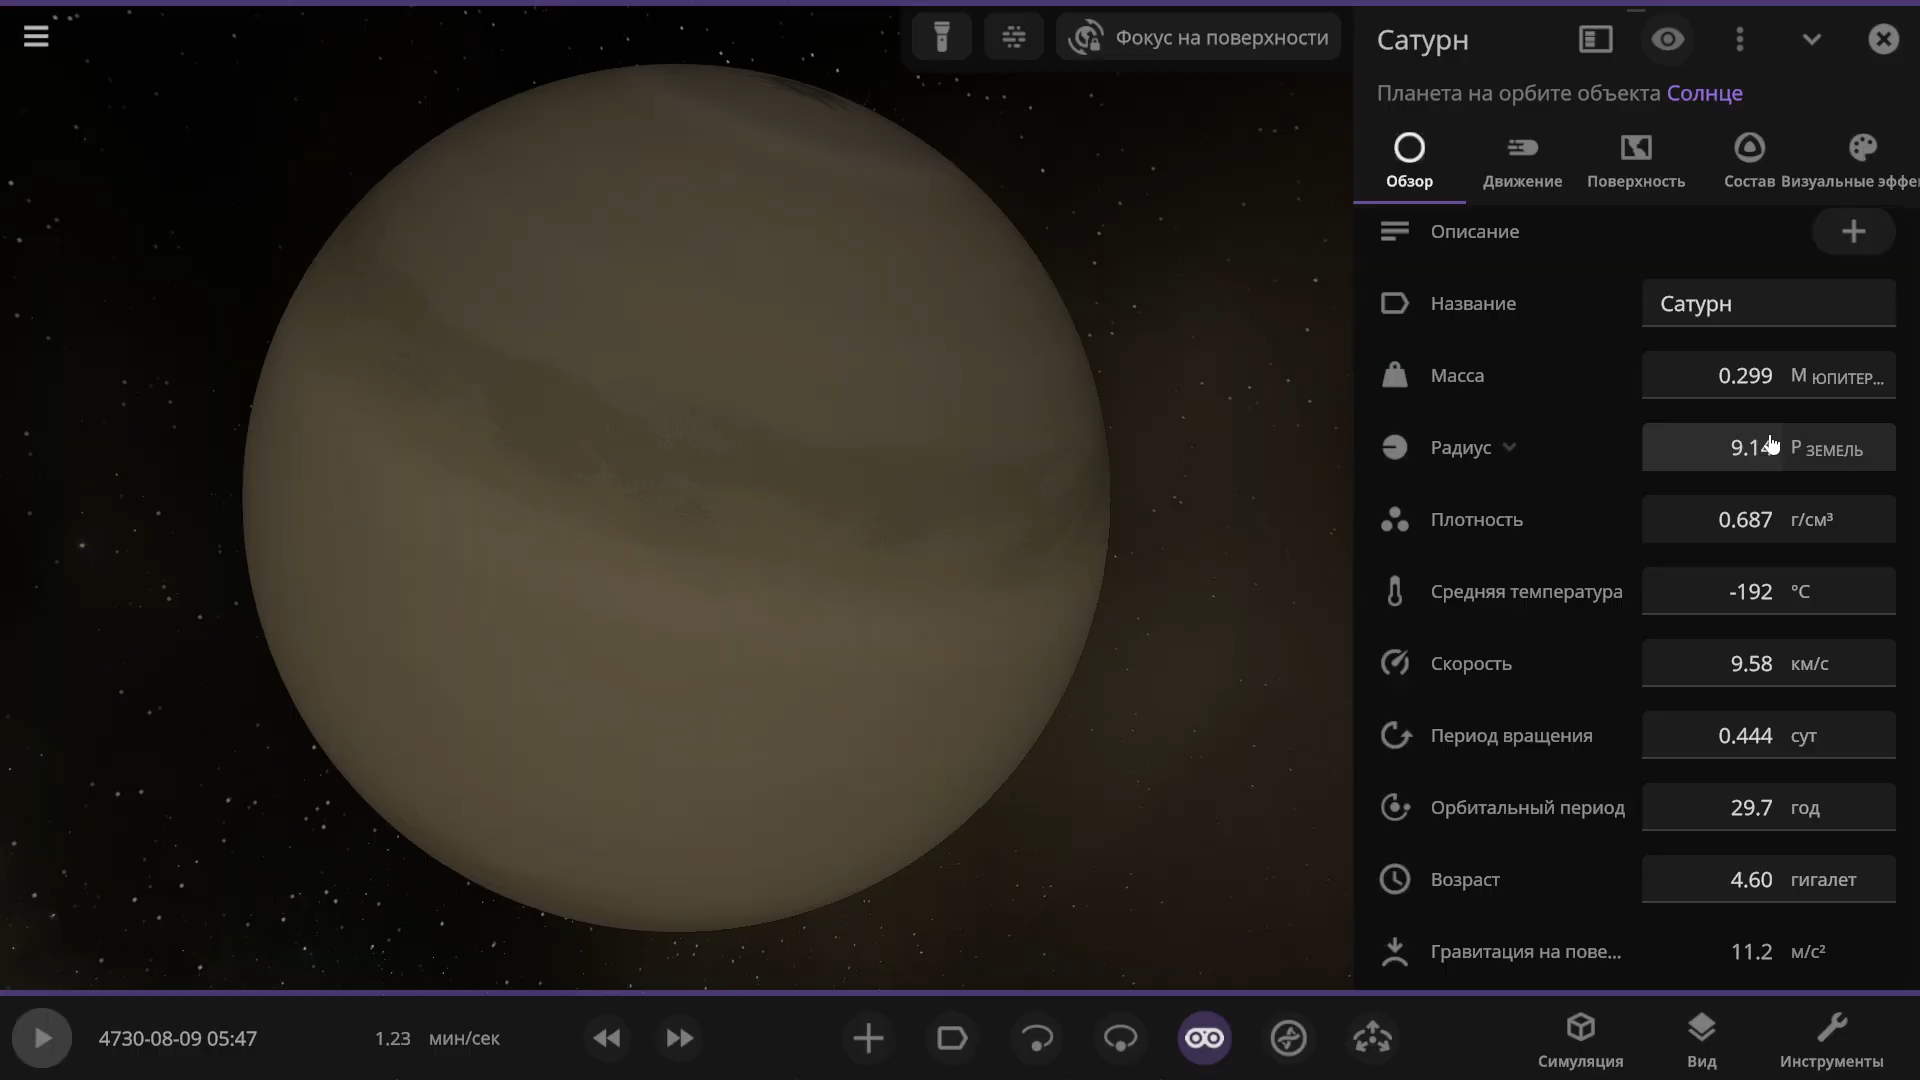 Фокус на поверхности
Сатурн
Планета на орбите объекта Солнце
Обзор
Движение
Поверхность
Состав
Визуальные эффе
Описание
Название
Сатурн
Масса
0.299 М ЮПИТЕР...
Радиус
9.14 Р ЗЕМЕЛЬ
Плотность
0.687 г/см³
Средняя температура
-192 °C
Скорость
9.58 км/с
Период вращения
0.444 сут
Орбитальный период
29.7 год
Возраст
4.60 гигалет
Гравитация на пове...
11.2 м/с²
4730-08-09 05:47
1.23 мин/сек
Симуляция
Вид
Инструменты